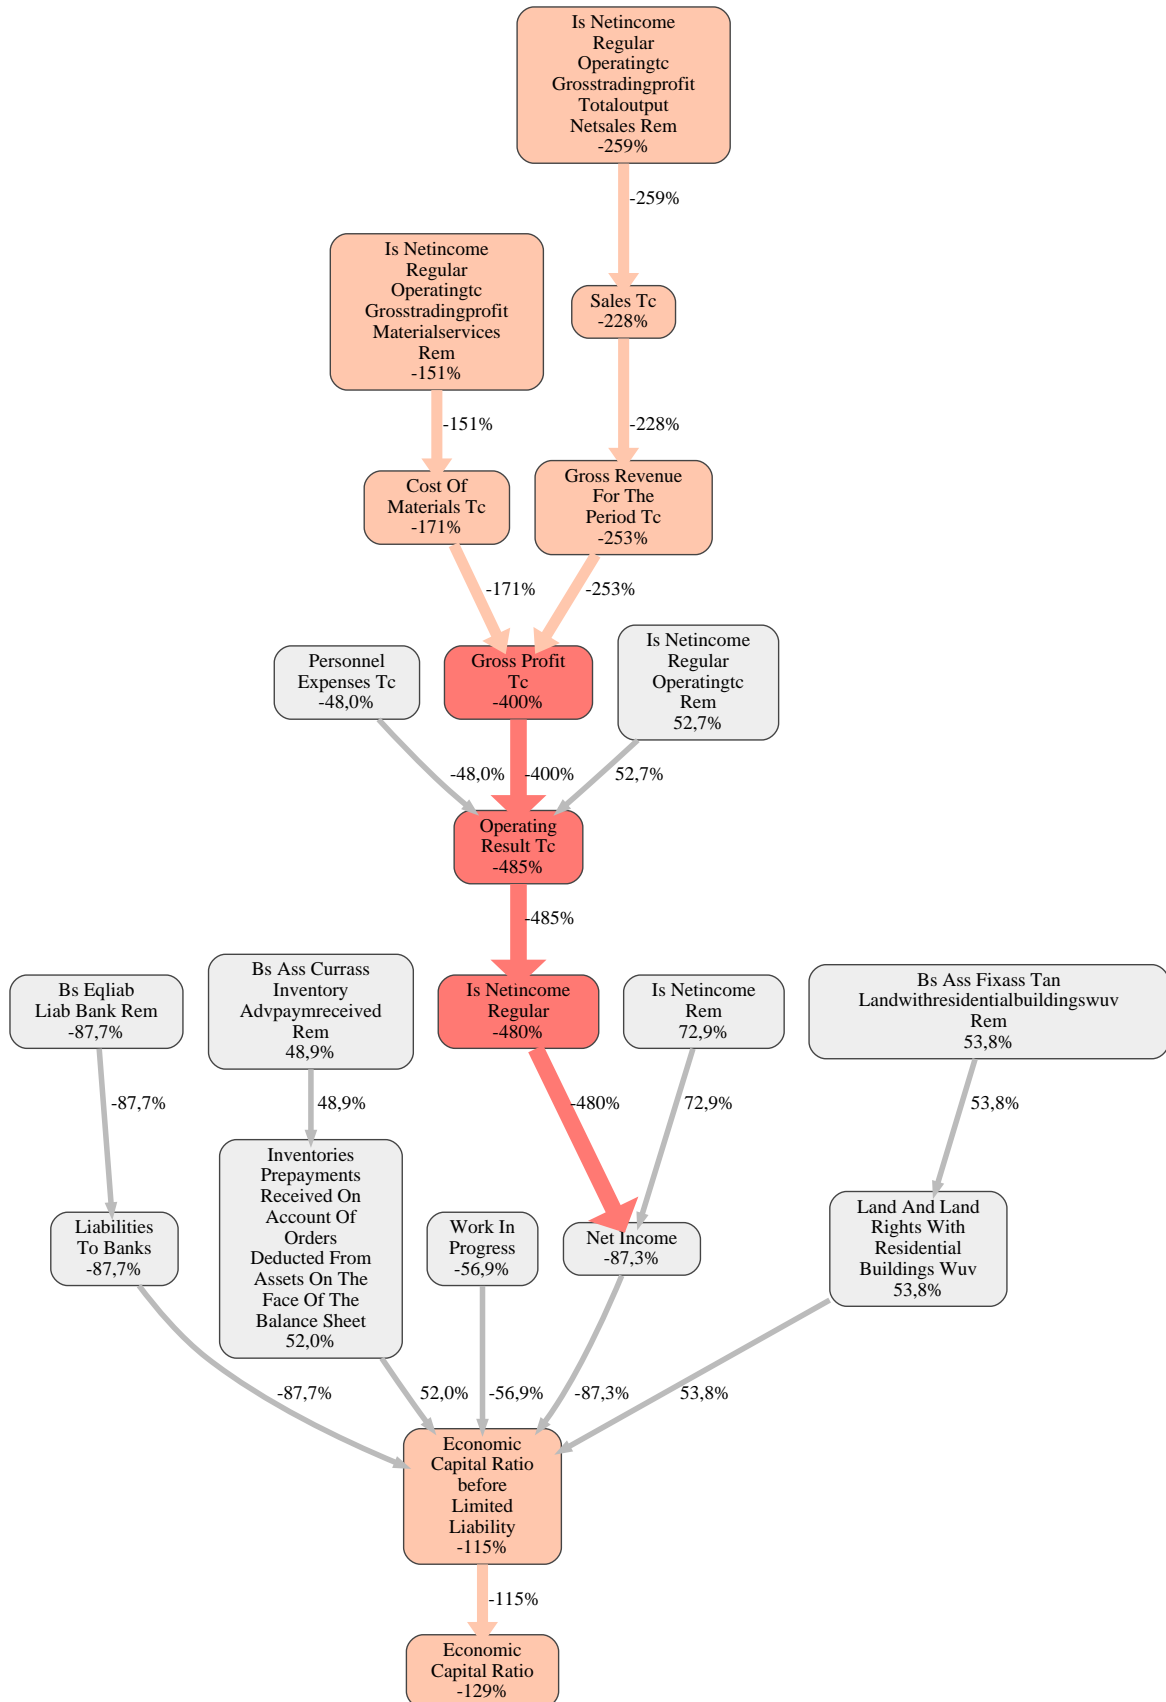 Is Netincome
Regular
Operatingtc
Grosstradingprofit
Totaloutput
Netsales Rem
-259%
-259%
Is Netincome
Regular
Operatingtc
Grosstradingprofit
Materialservices
Rem
-151%
Sales Tc
-228%
-151%
-228%
Cost Of
Materials Tc
-171%
Gross Revenue
For The
Period Tc
-253%
-171%
-253%
Personnel
Expenses Tc
-48,0%
Gross Profit
Tc
-400%
Is Netincome
Regular
Operatingtc
Rem
52,7%
-48,0%
-400%
52,7%
Operating
Result Tc
-485%
-485%
Bs Eqliab
Liab Bank Rem
-87,7%
Bs Ass Currass
Inventory
Advpaymreceived
Rem
48,9%
Is Netincome
Regular
-480%
Is Netincome
Rem
72,9%
Bs Ass Fixass Tan
Landwithresidentialbuildingswuv
Rem
53,8%
-87,7%
48,9%
-480%
72,9%
53,8%
Liabilities
To Banks
-87,7%
Inventories
Prepayments
Received On
Account Of
Orders
Deducted From
Assets On The
Face Of The
Balance Sheet
52,0%
Work In
Progress
-56,9%
Net Income
-87,3%
Land And Land
Rights With
Residential
Buildings Wuv
53,8%
-87,7%
52,0%
-56,9%
-87,3%
53,8%
Economic
Capital Ratio
before
Limited
Liability
-115%
-115%
Economic
Capital Ratio
-129%